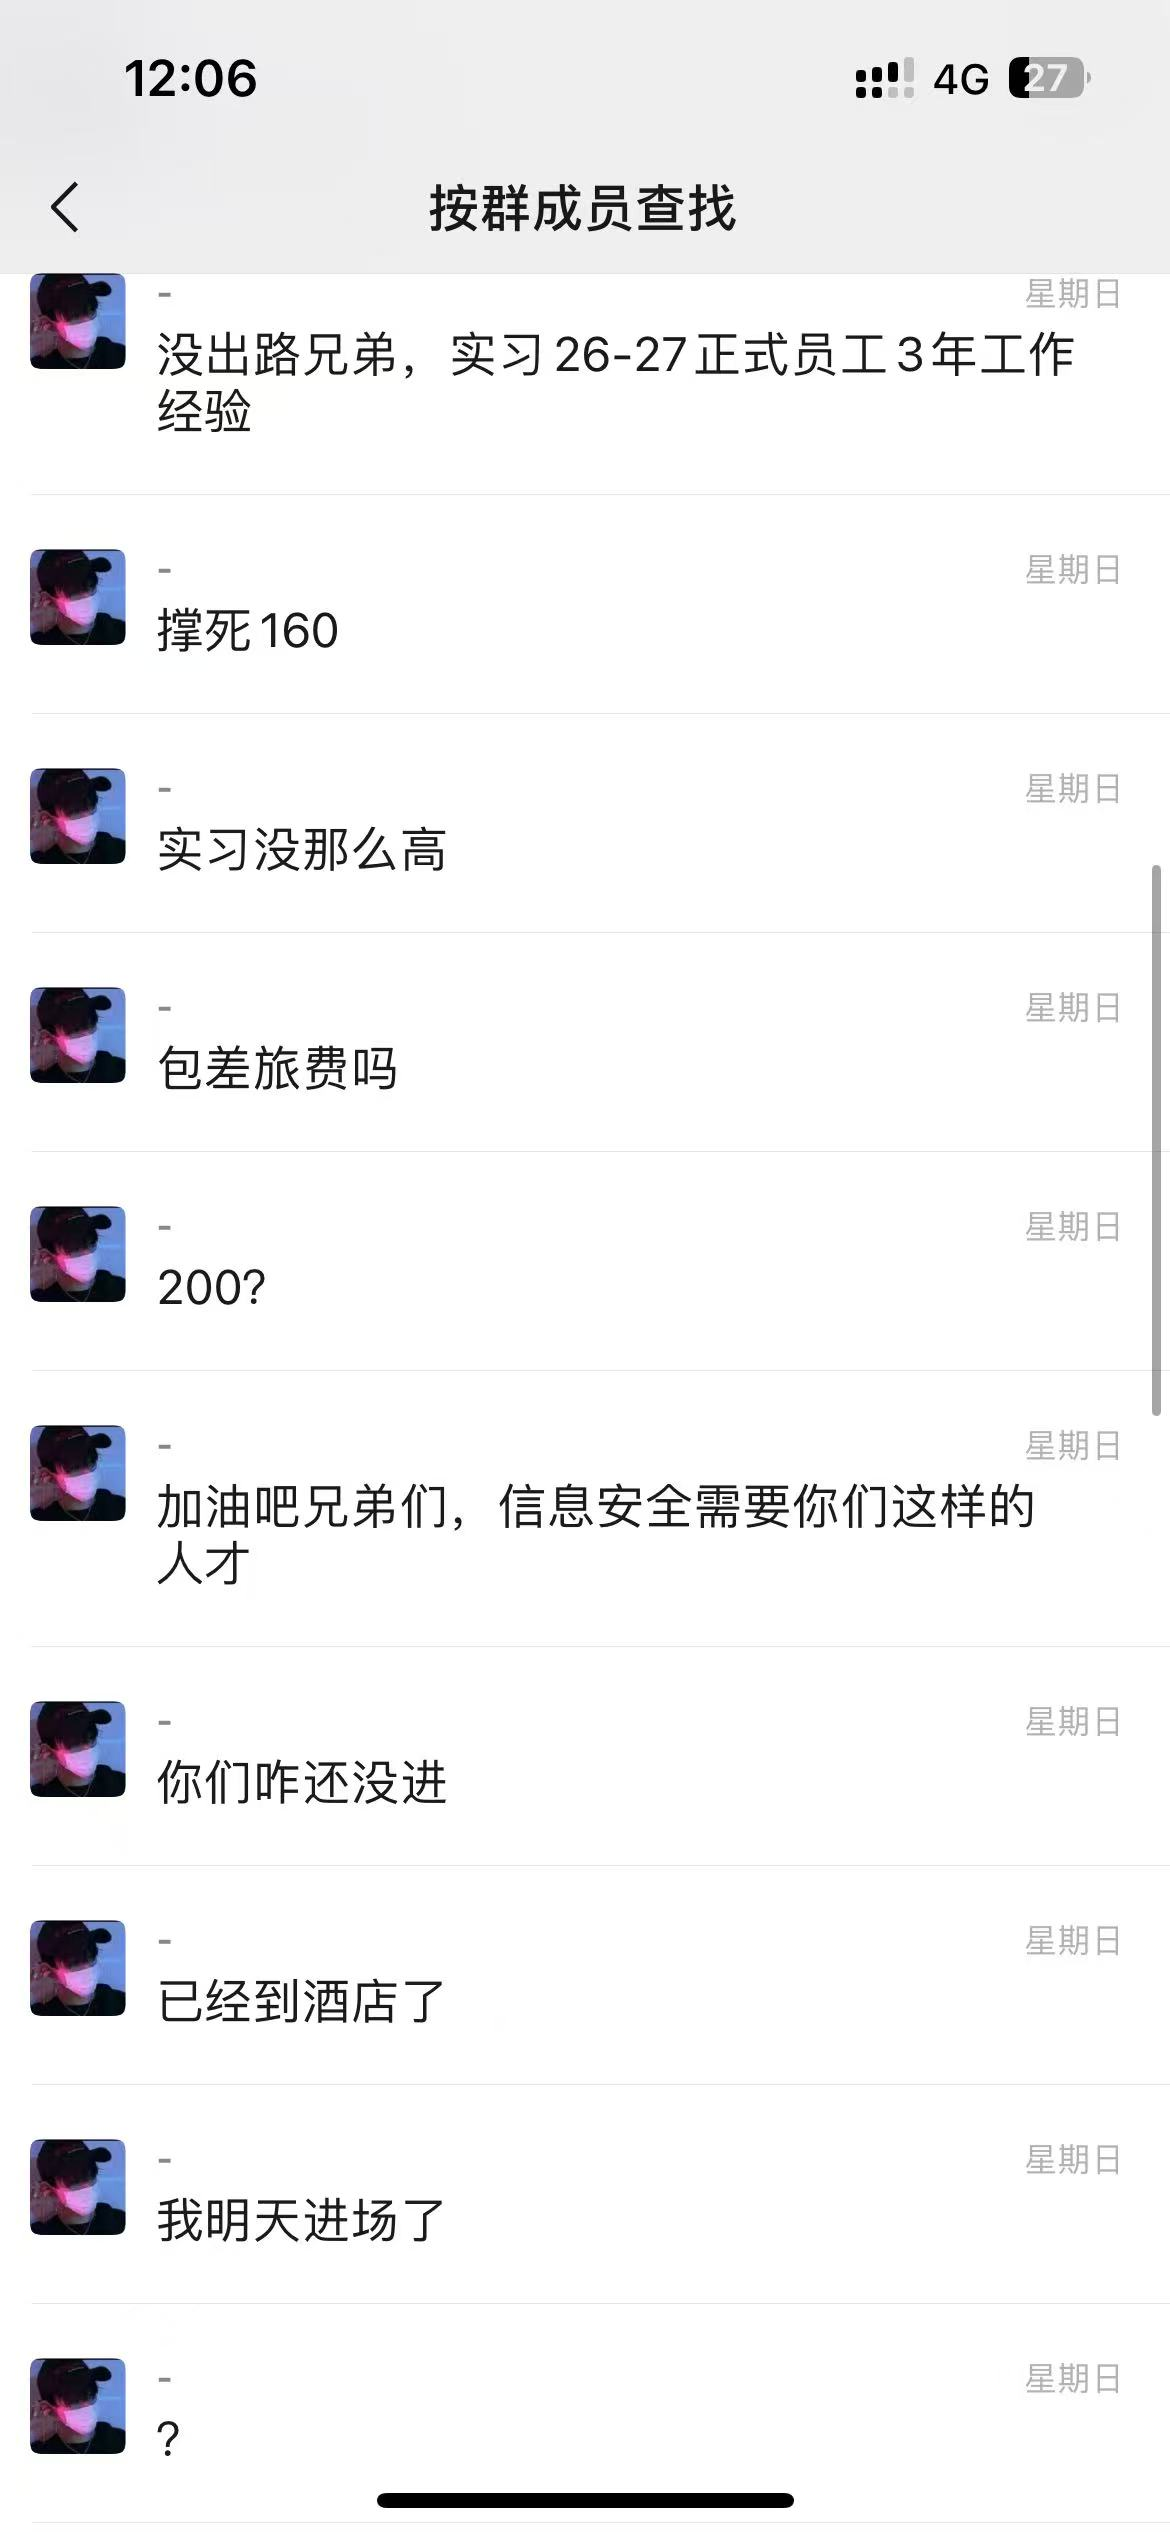 12:06
4G 27
按群成员查找
- 星期日
没出路兄弟，实习26-27正式员工3年工作
经验
- 星期日
撑死160
- 星期日
实习没那么高
- 星期日
包差旅费吗
- 星期日
200?
- 星期日
加油吧兄弟们，信息安全需要你们这样的
人才
- 星期日
你们咋还没进
- 星期日
已经到酒店了
- 星期日
我明天进场了
- 星期日
?